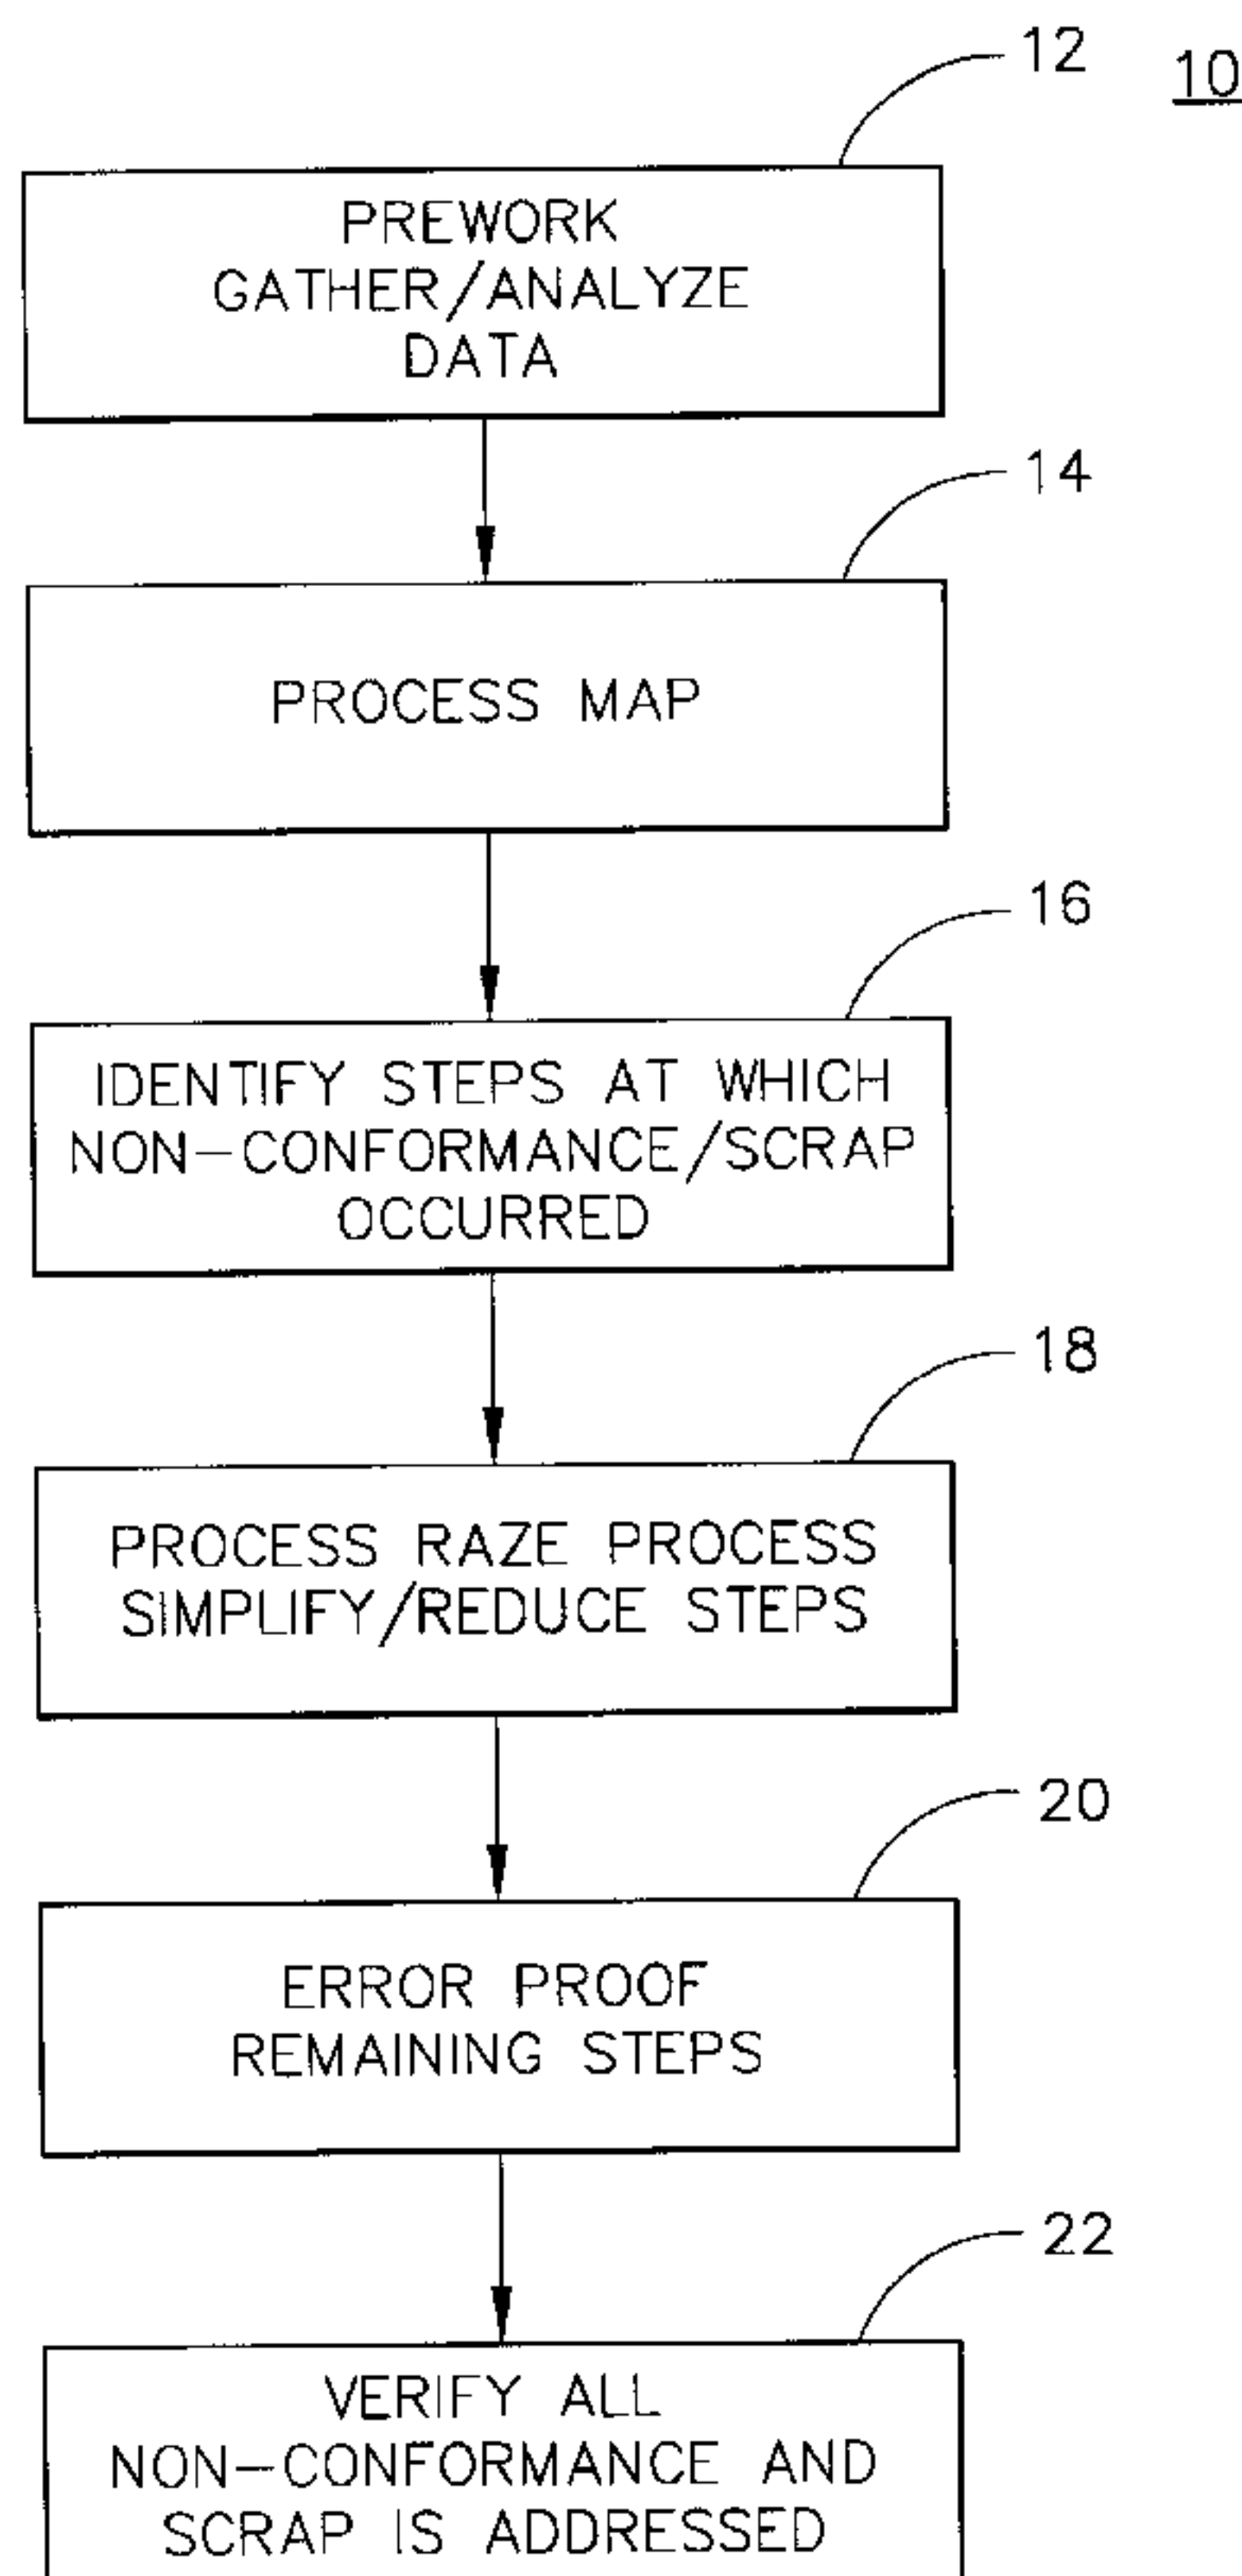 12
10
PREWORK
GATHER/ANALYZE
DATA
14
PROCESS MAP
16
IDENTIFY STEPS AT WHICH
NON-CONFORMANCE/SCRAP
OCCURRED
18
PROCESS RAZE PROCESS
SIMPLIFY/REDUCE STEPS
20
ERROR PROOF
REMAINING STEPS
22
VERIFY ALL
NON-CONFORMANCE AND
SCRAP IS ADDRESSED